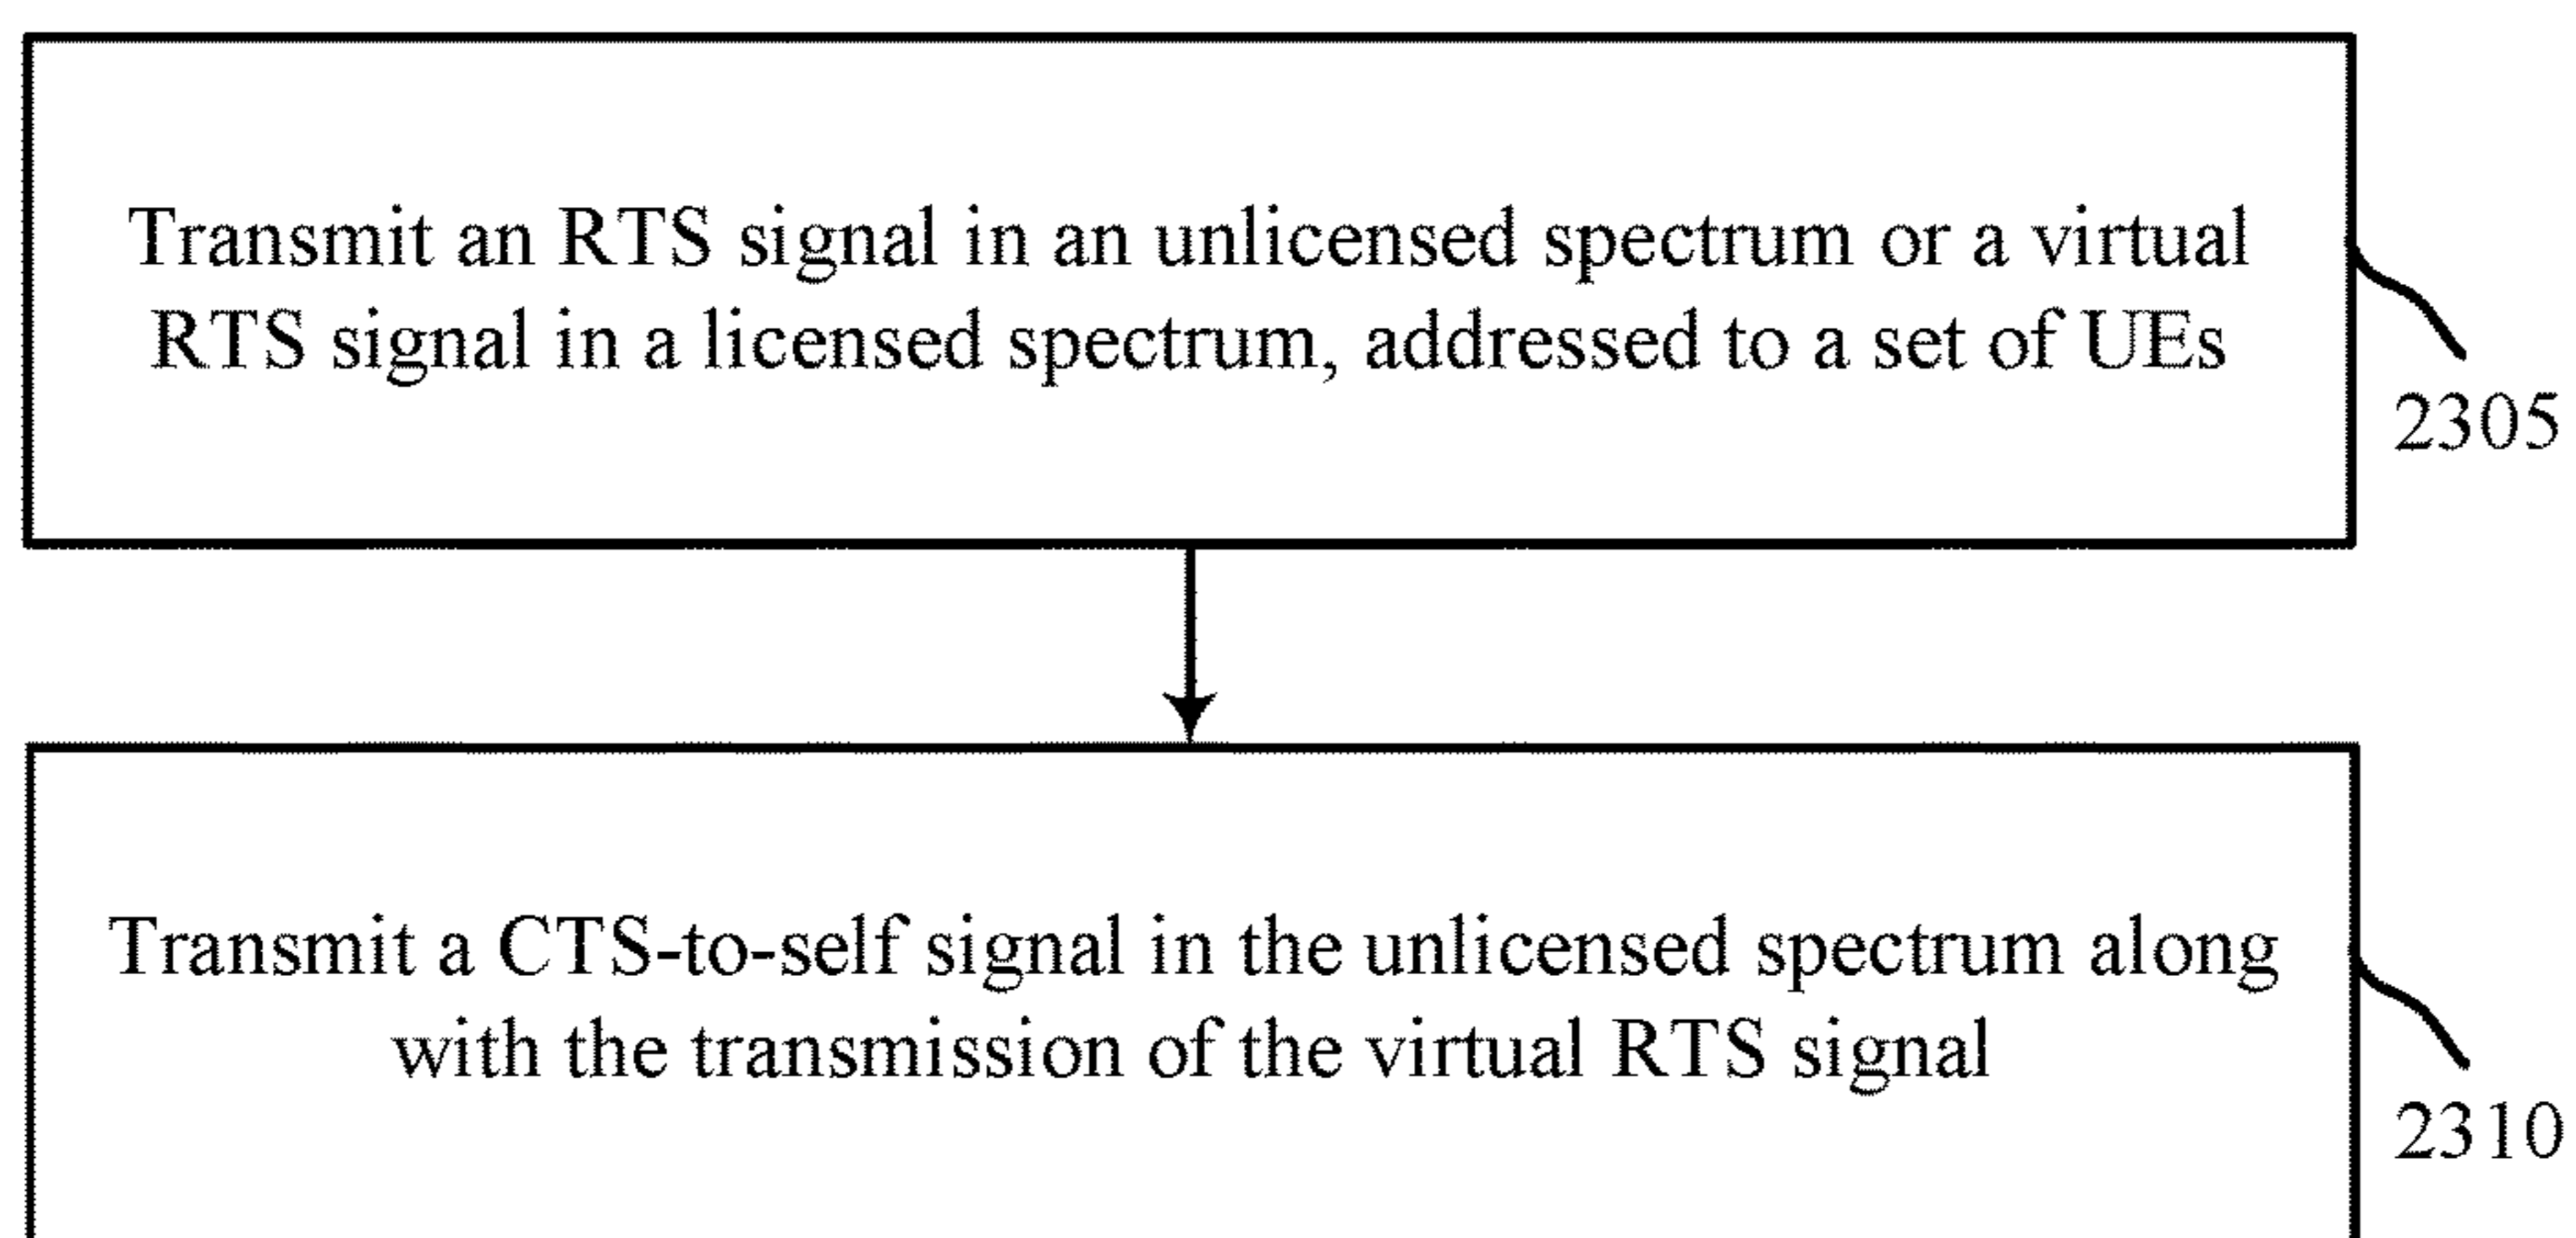 Transmit an RTS signal in an unlicensed spectrum or a virtual
RTS signal in a licensed spectrum, addressed to a set of UEs
2305
Transmit a CTS-to-self signal in the unlicensed spectrum along
with the transmission of the virtual RTS signal
2310